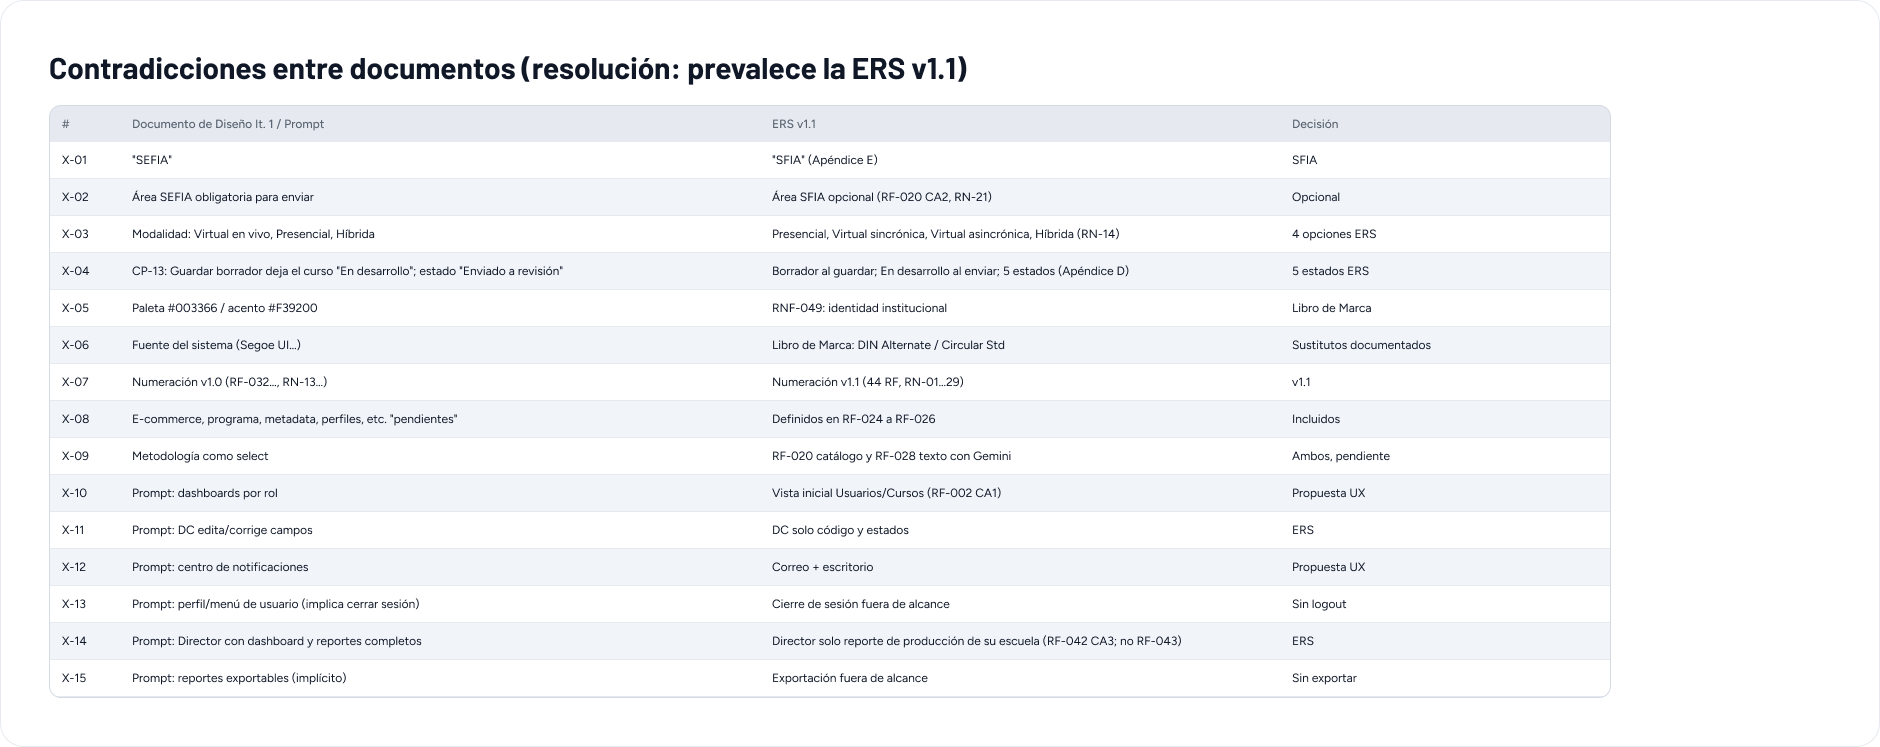 Contradicciones entre documentos (resolución: prevalece la ERS v1.1)
# Documento de Diseño It. 1 / Prompt ERS v1.1 Decisión
X-01 "SEFIA" "SFIA" (Apéndice E) SFIA
X-02 Área SEFIA obligatoria para enviar Área SFIA opcional (RF-020 CA2, RN-21) Opcional
X-03 Modalidad: Virtual en vivo, Presencial, Híbrida Presencial, Virtual sincrónica, Virtual asincrónica, Híbrida (RN-14) 4 opciones ERS
X-04 CP-13: Guardar borrador deja el curso "En desarrollo"; estado "Enviado a revisión" Borrador al guardar; En desarrollo al enviar; 5 estados (Apéndice D) 5 estados ERS
X-05 Paleta #003366 / acento #F39200 RNF-049: identidad institucional Libro de Marca
X-06 Fuente del sistema (Segoe UI…) Libro de Marca: DIN Alternate / Circular Std Sustitutos documentados
X-07 Numeración v1.0 (RF-032…, RN-13…) Numeración v1.1 (44 RF, RN-01…29) v1.1
X-08 E-commerce, programa, metadata, perfiles, etc. "pendientes" Definidos en RF-024 a RF-026 Incluidos
X-09 Metodología como select RF-020 catálogo y RF-028 texto con Gemini Ambos, pendiente
X-10 Prompt: dashboards por rol Vista inicial Usuarios/Cursos (RF-002 CA1) Propuesta UX
X-11 Prompt: DC edita/corrige campos DC solo código y estados ERS
X-12 Prompt: centro de notificaciones Correo + escritorio Propuesta UX
X-13 Prompt: perfil/menú de usuario (implica cerrar sesión) Cierre de sesión fuera de alcance Sin logout
X-14 Prompt: Director con dashboard y reportes completos Director solo reporte de producción de su escuela (RF-042 CA3; no RF-043) ERS
X-15 Prompt: reportes exportables (implícito) Exportación fuera de alcance Sin exportar